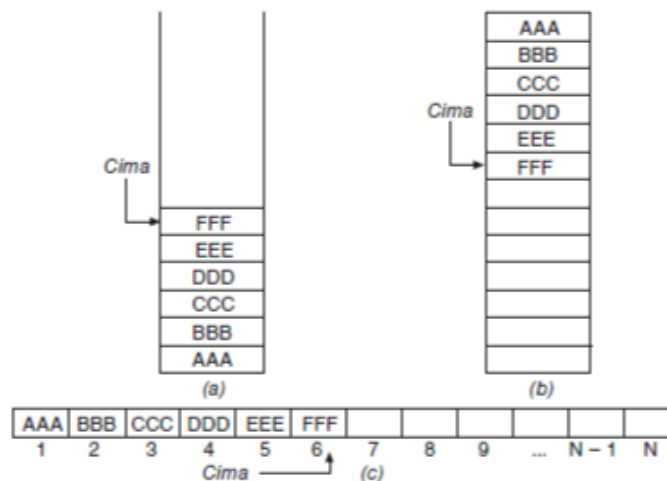 Cima
FFF
EEE
DDD
CCC
BBB
AAA
(a)
AAA
BBB
CCC
DDD
Cima
EEE
FFF
(b)
AAA BBB CCC DDD EEE FFF
1 2 3 4 5 6 7 8 9 ... N – 1 N
Cima (c)